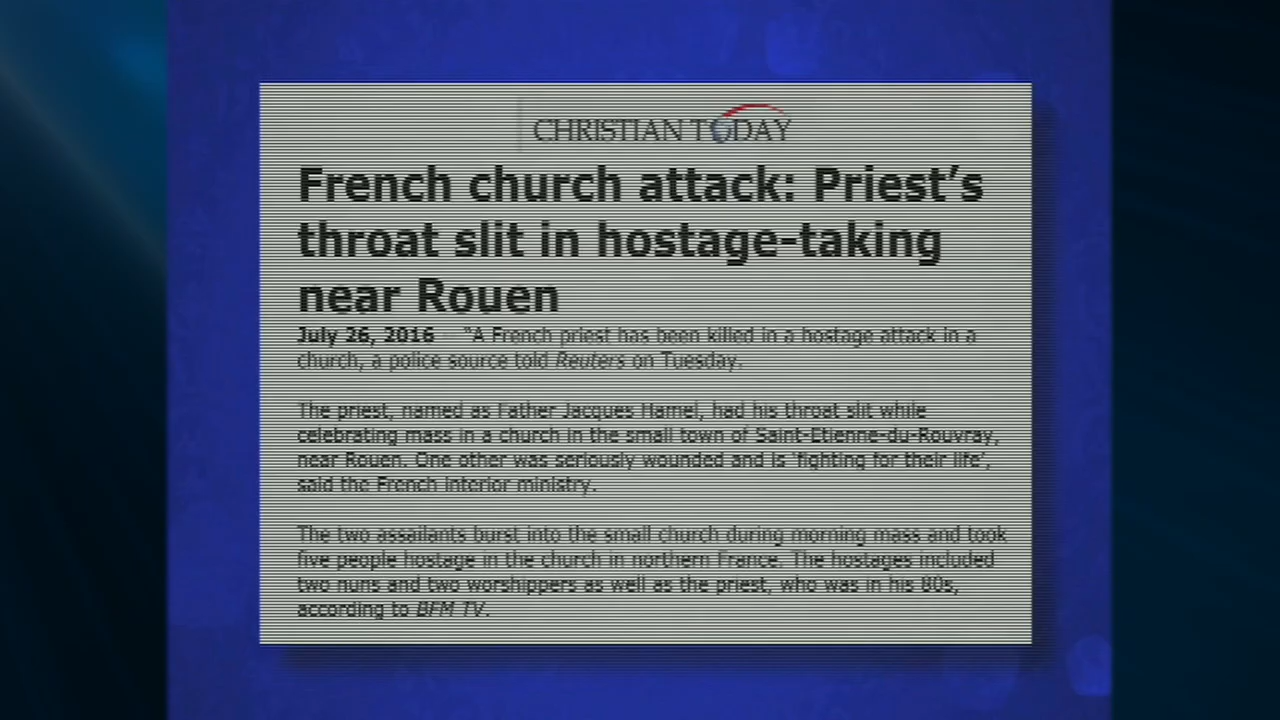 CHRISTIAN TODAY
French church attack: Priest's
throat slit in hostage-taking
near Rouen
July 26, 2016 – "A French priest has been killed in a hostage attack in a
church, a police source told Reuters on Tuesday.
The priest, named as Father Jacques Hamel, had his throat slit while
celebrating mass in a church in the small town of Saint-Etienne-du-Rouvray,
near Rouen. One other was seriously wounded and is 'fighting for their life',
said the French interior ministry.
The two assailants burst into the small church during morning mass and took
five people hostage in the church in northern France. The hostages included
two nuns and two worshippers as well as the priest, who was in his 80s,
according to BFM TV.